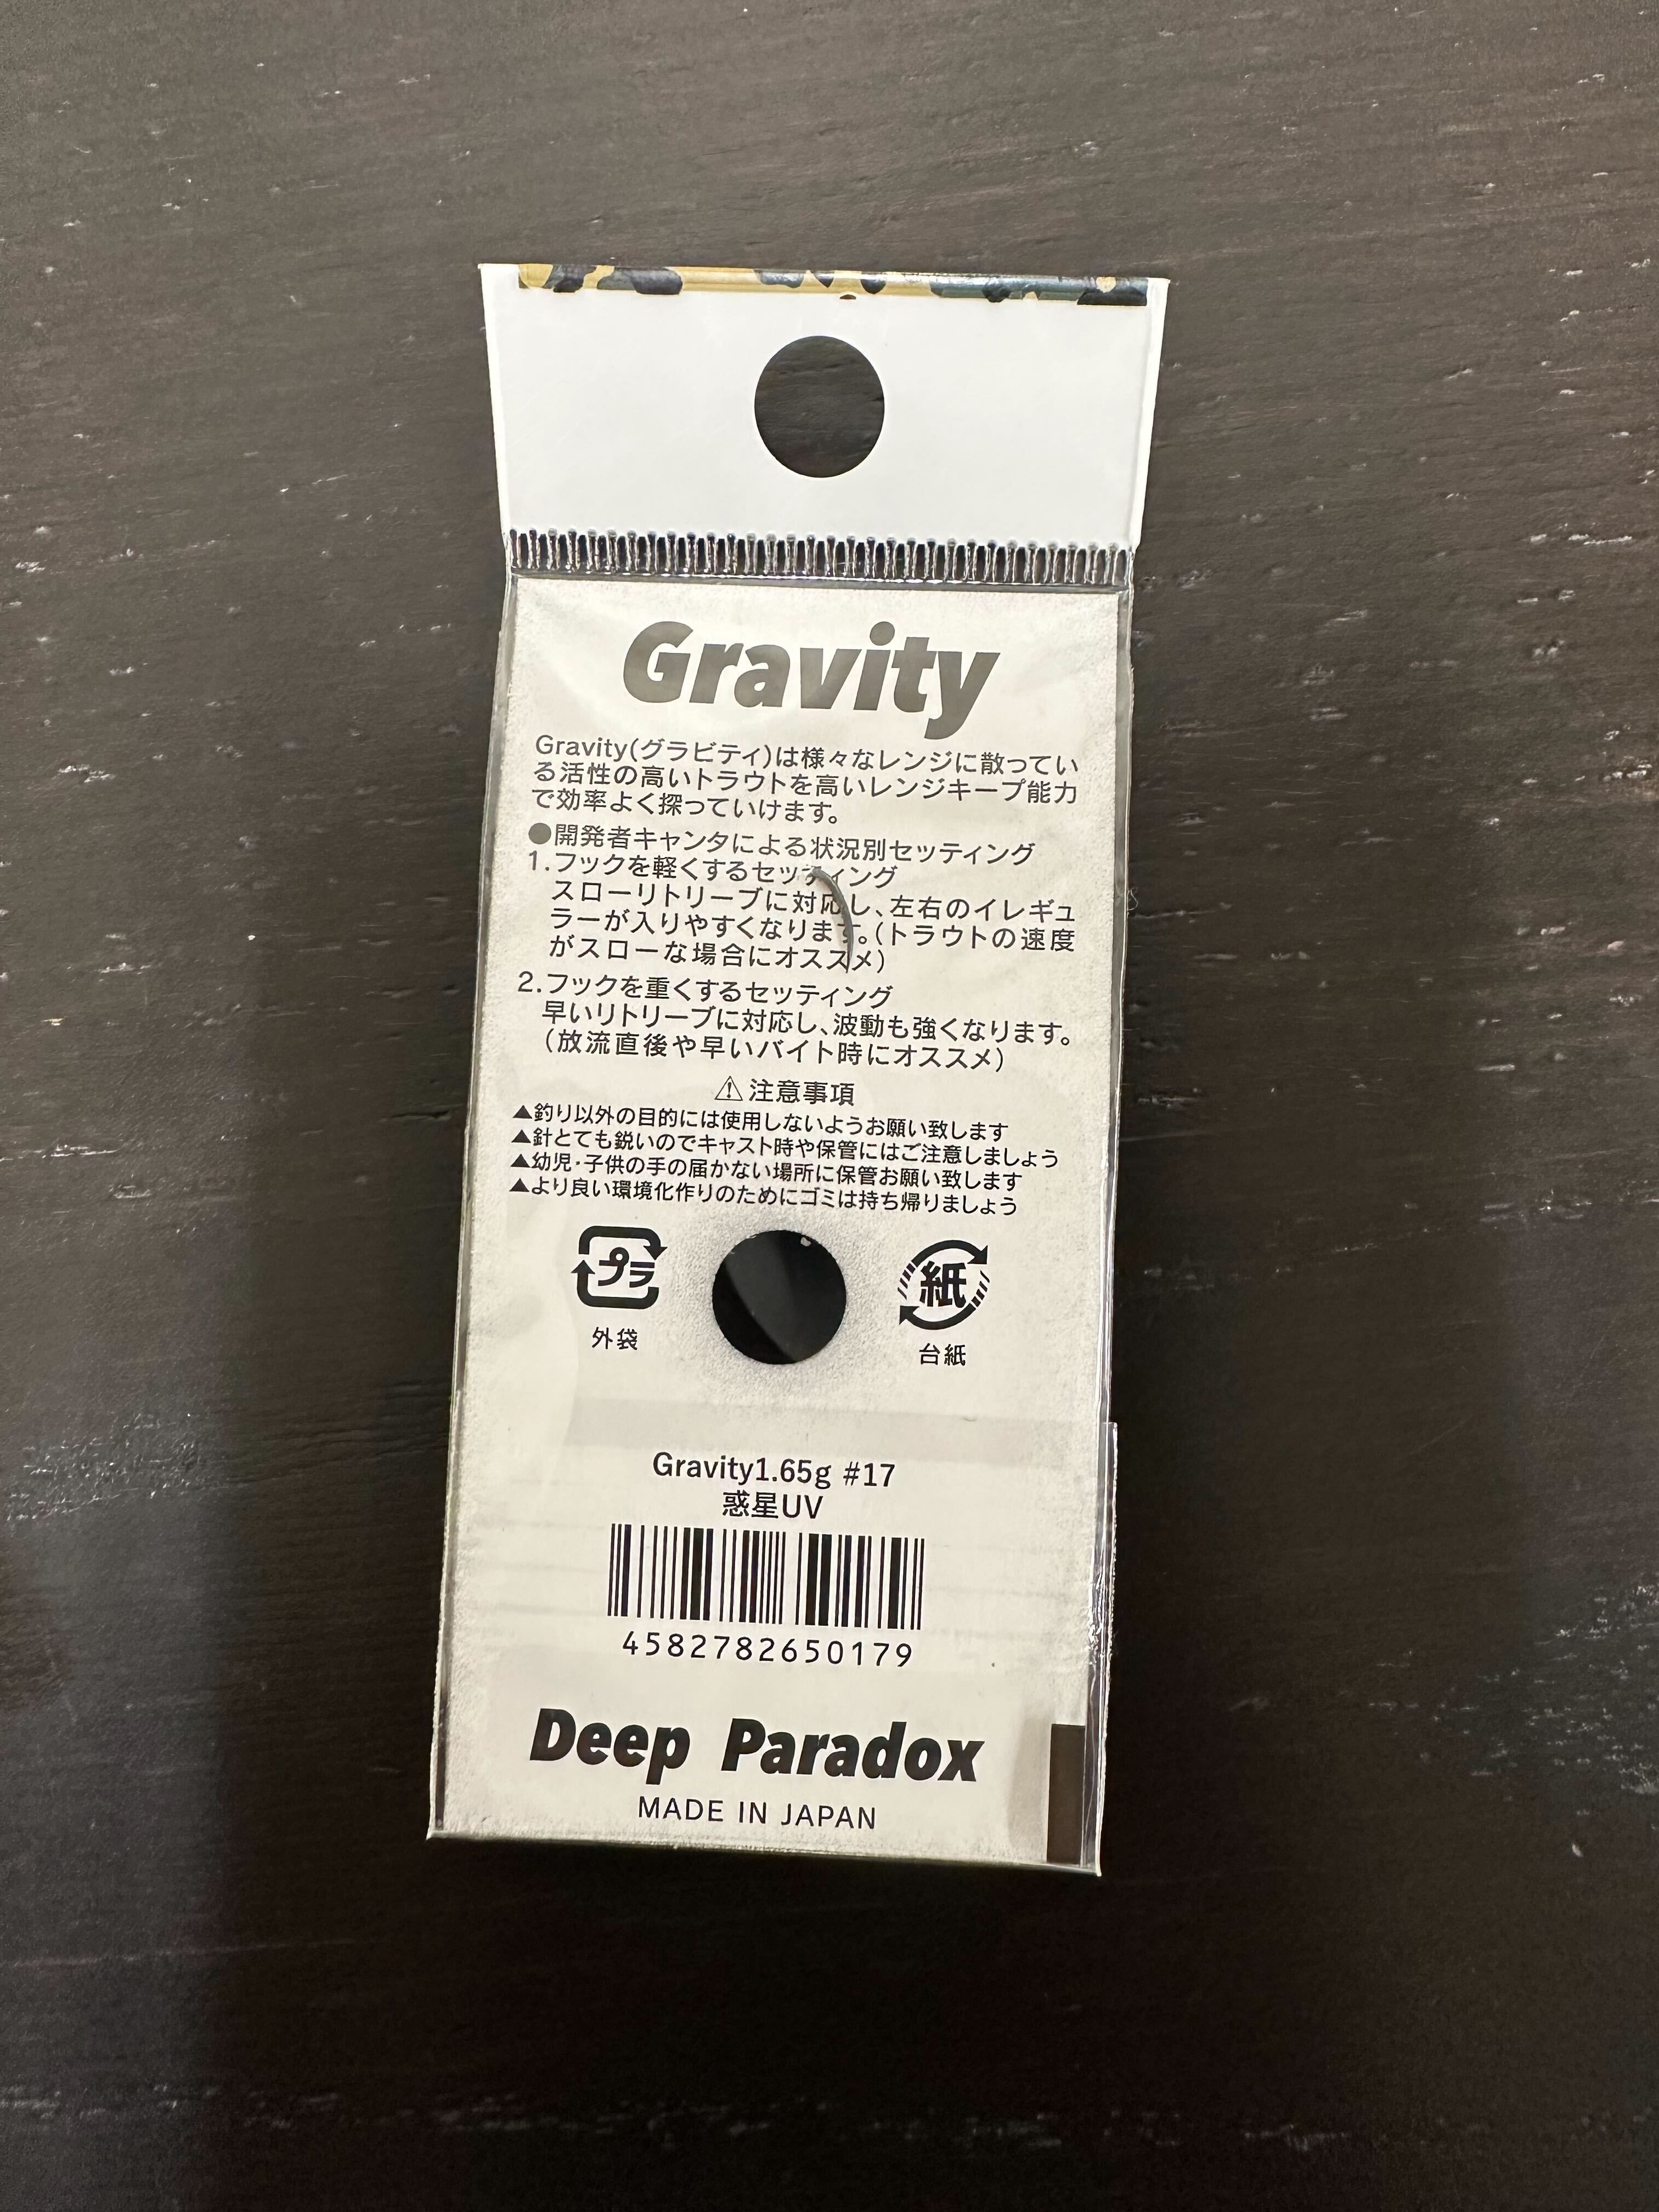 Gravity
Gravity(グラビティ)は様々なレンジに散ってい
る活性の高いトラウトを高いレンジキープ能力
で効率よく探っていけます。
●開発者キャンタによる状況別セッティング
1.フックを軽くするセッティング
スローリトリーブに対応し、左右のイレギュ
ラーが入りやすくなります。(トラウトの速度
がスローな場合にオススメ)
2.フックを重くするセッティング
早いリトリーブに対応し、波動も強くなります。
(放流直後や早いバイト時にオススメ)
⚠注意事項
▲釣り以外の目的には使用しないようお願い致します
▲針とても鋭いのでキャスト時や保管にはご注意しましょう
▲幼児・子供の手の届かない場所に保管お願い致します
▲より良い環境化作りのためにゴミは持ち帰りましょう
プラ
紙
外袋
台紙
Gravity1.65g #17
惑星UV
4582782650179
Deep Paradox
MADE IN JAPAN